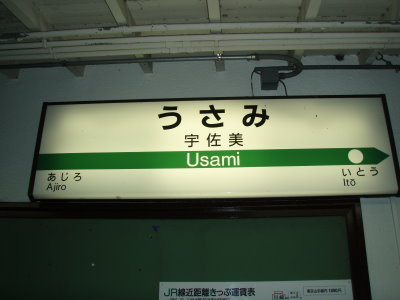 うさみ
宇佐美
Usami
あじろ
Ajiro
いとう
Itō
JR線近距離きっぷ運賃表